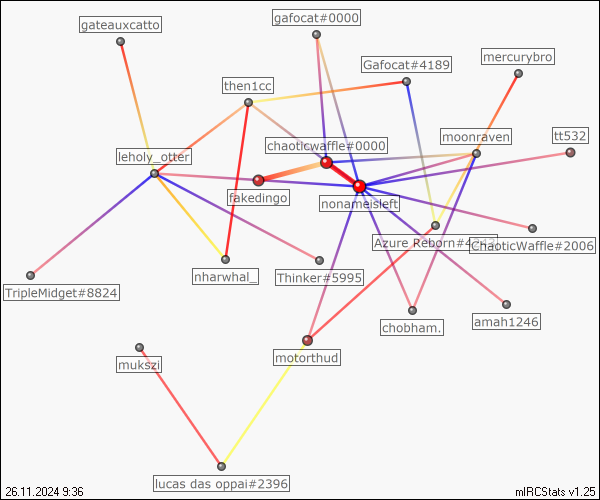 gateauxcatto
gafocat#0000
Gafocat#4189
mercurybro
then1cc
chaoticwaffle#0000
moonraven
tt532
leholy_otter
fakedingo
nonameisleft
Azure Reborn#4
ChaoticWaffle#2006
TripleMidget#8824
nharwhal_
Thinker#5995
chobham.
amah1246
motorthud
mukszi
lucas das oppai#2396
26.11.2024 9:36
mIRCStats v1.25